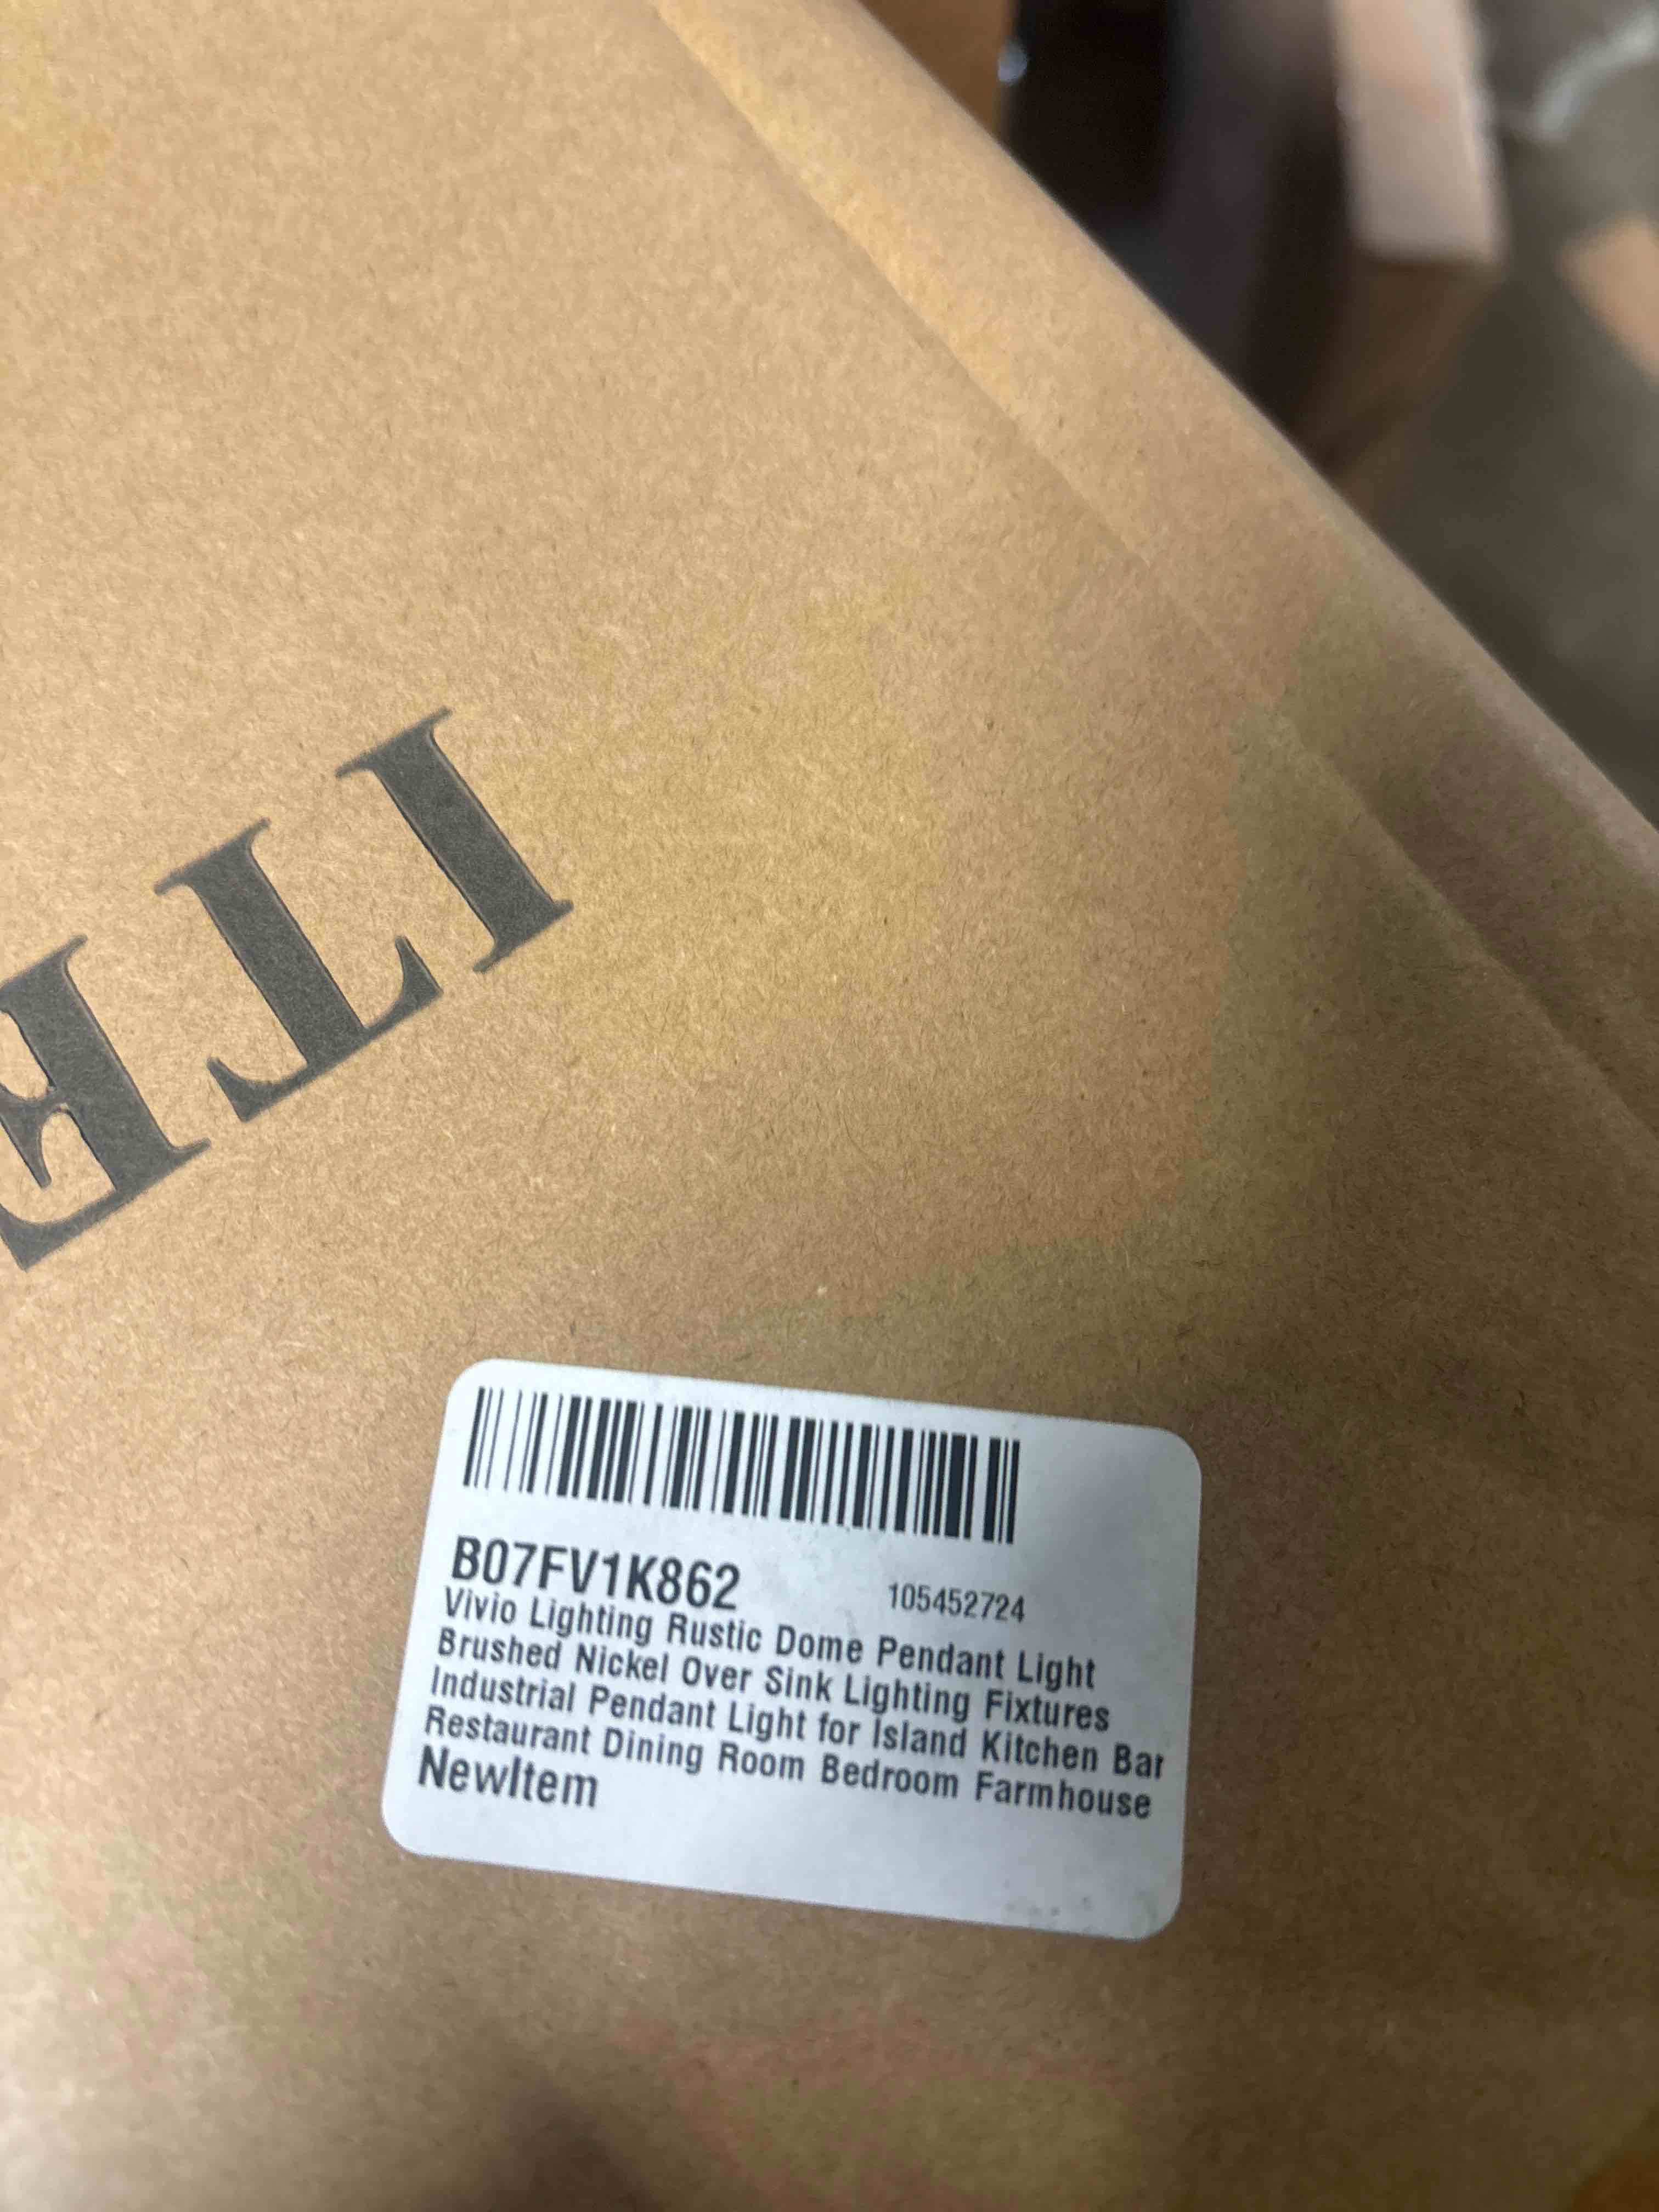 ITE
B07FV1K862 105452724
Vivio Lighting Rustic Dome Pendant Light
Brushed Nickel Over Sink Lighting Fixtures
Industrial Pendant Light for Island Kitchen Bar
Restaurant Dining Room Bedroom Farmhouse
NewItem